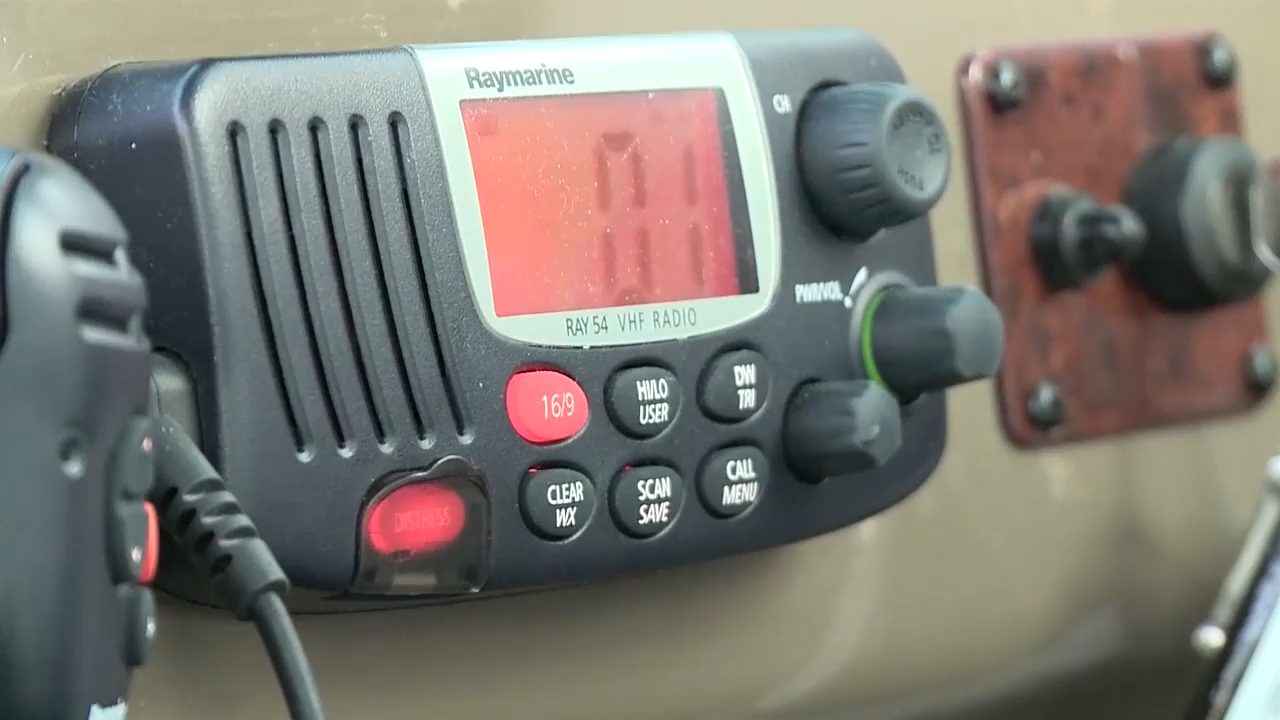 Raymarine
CH
01
PWR/VOL
RAY 54 VHF RADIO
16/9
HI/LO
USER
DW
TRI
CLEAR
WX
SCAN
SAVE
CALL
MENU
DISTRESS
PUSH